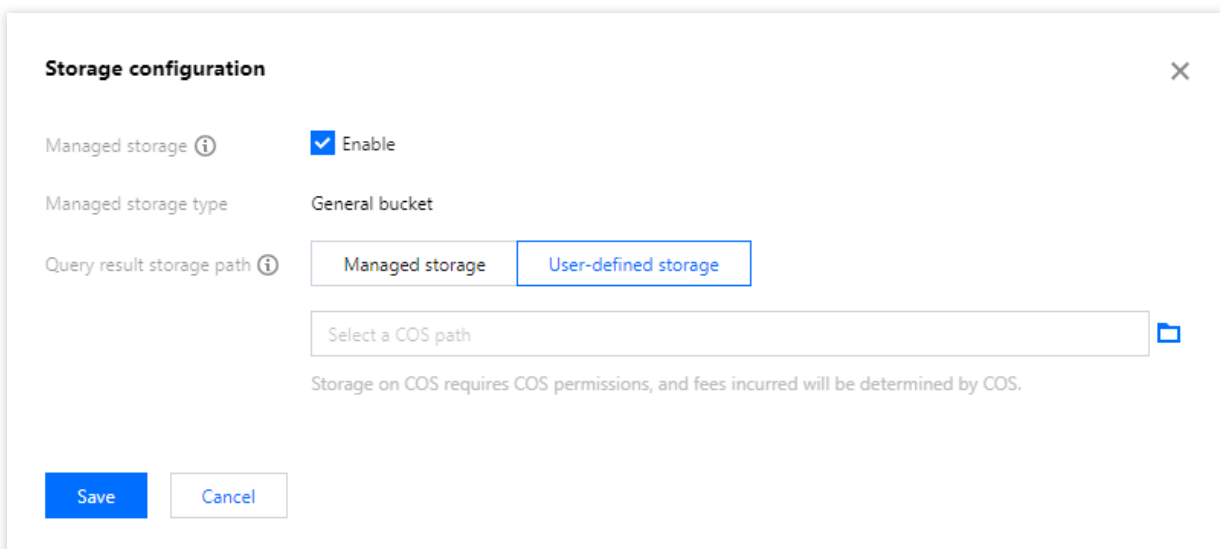 Storage configuration
Managed storage
Enable
Managed storage type
General bucket
Query result storage path
Managed storage
User-defined storage
Select a COS path
Storage on COS requires COS permissions, and fees incurred will be determined by COS.
Save
Cancel